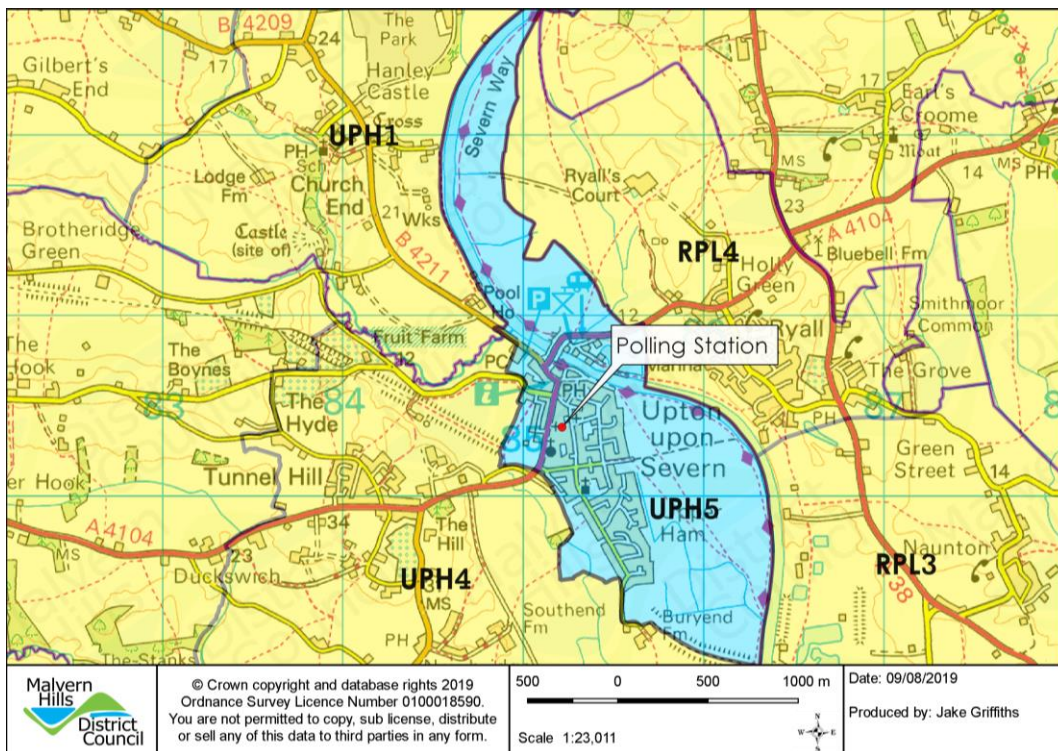 B 4209
24
The
Park
17
Gilbert's
End
Hanley
Castle
Severn Way
17
Earl's
Croome
Cross
UPH1
PH
Sch
Moat
MS
MS
14
PH
Lodge
Fm
Church
End
Ryall's
Court
21
Wks
23
A 4104
Castle
(site of)
Brotheridge
Green
B 4211
RPL4
Bluebell Fm
Holly
Green
Pool
Ho
P
12
Smithmoor
Common
Ryall
Fruit Farm
Polling Station
The
Boynes
12
PC
The Grove
83
84
i
PH
87
8
The
Hyde
Upton
upon
Severn
85
PH
Green
Street
Tunnel Hill
14
er Hook
34
UPH5
Ham
A 4104
The
Hill
MS
23
Duckswich
RPL3
Naunton
UPH4
MS
38
Southend
Fm
Buryend
Fm
PH
The Stanks
Malvern
Hills
District
Council
© Crown copyright and database rights 2019
Ordnance Survey Licence Number 0100018590.
You are not permitted to copy, sub license, distribute
or sell any of this data to third parties in any form.
500 0 500 1000 m
Scale 1:23,011
N
W E
S
Date: 09/08/2019
Produced by: Jake Griffiths